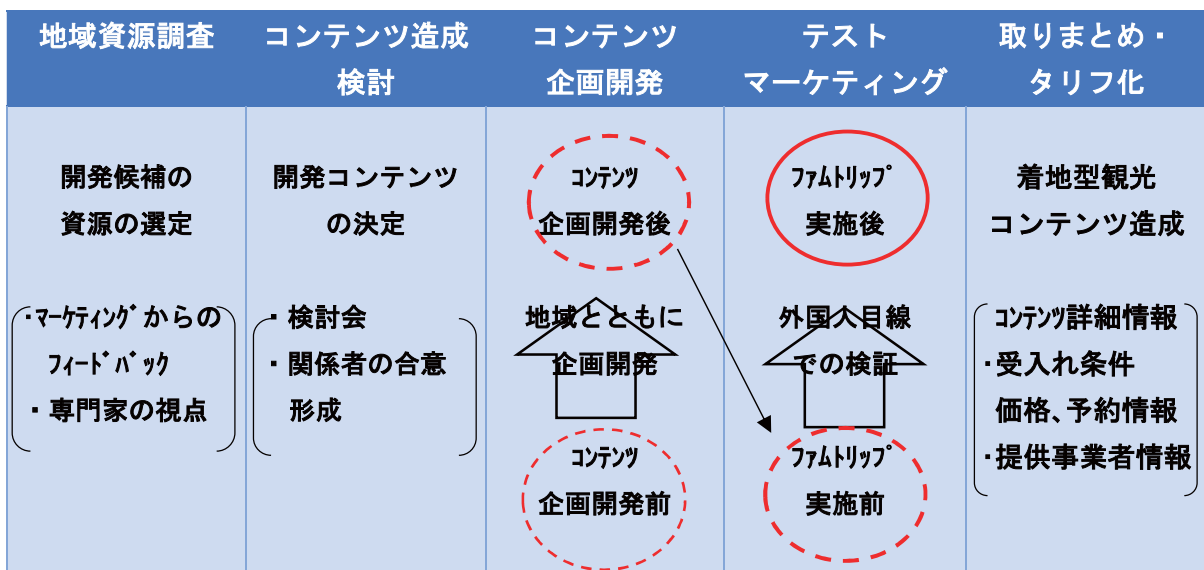 地域資源調査
コンテンツ造成
検討
コンテンツ
企画開発
テスト
マーケティング
取りまとめ・
タリフ化
開発候補の
資源の選定
・ﾏｰｹﾃｨﾝｸﾞからの
ﾌｨｰﾄﾞﾊﾞｯｸ
・専門家の視点
開発コンテンツ
の決定
・検討会
・関係者の合意
形成
ｺﾝﾃﾝﾂ
企画開発後
地域とともに
企画開発
ｺﾝﾃﾝﾂ
企画開発前
ﾌｧﾑﾄﾘｯﾌﾟ
実施後
外国人目線
での検証
ﾌｧﾑﾄﾘｯﾌﾟ
実施前
着地型観光
コンテンツ造成
ｺﾝﾃﾝﾂ詳細情報
・受入れ条件
価格、予約情報
・提供事業者情報